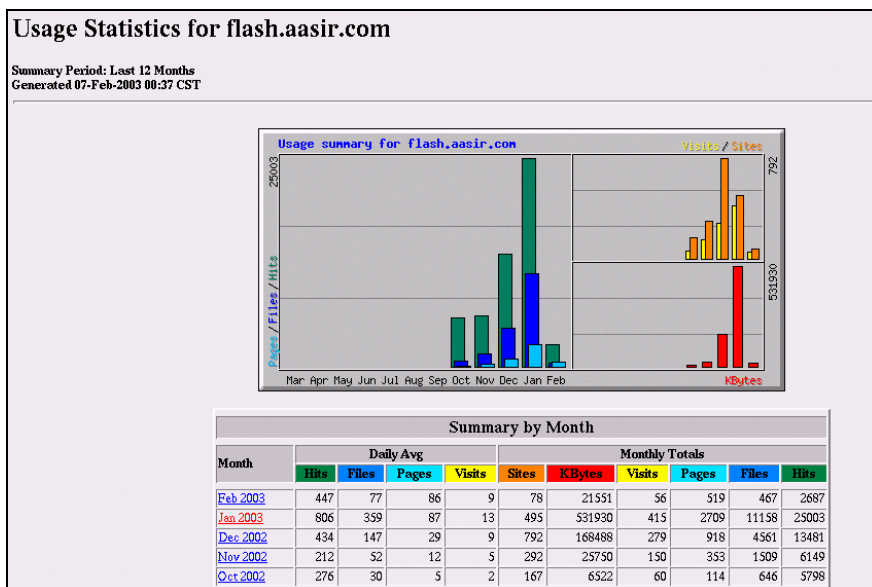 Usage Statistics for flash.aasir.com
Summary Period: Last 12 Months
Generated 07-Feb-2003 00:37 CST
Usage summary for flash.aasir.com
Visits / Sites
25003
792
Pages / Files / Hits
531930
Mar Apr May Jun Jul Aug Sep Oct Nov Dec Jan Feb
KBytes
Summary by Month
Month Daily Avg Monthly Totals
Hits Files Pages Visits Sites KBytes Visits Pages Files Hits
Feb 2003 447 77 86 9 78 21551 56 519 467 2687
Jan 2003 806 359 87 13 495 531930 415 2709 11158 25003
Dec 2002 434 147 29 9 792 168488 279 918 4561 13481
Nov 2002 212 52 12 5 292 25750 150 353 1509 6149
Oct 2002 276 30 5 2 167 6522 60 114 646 5798